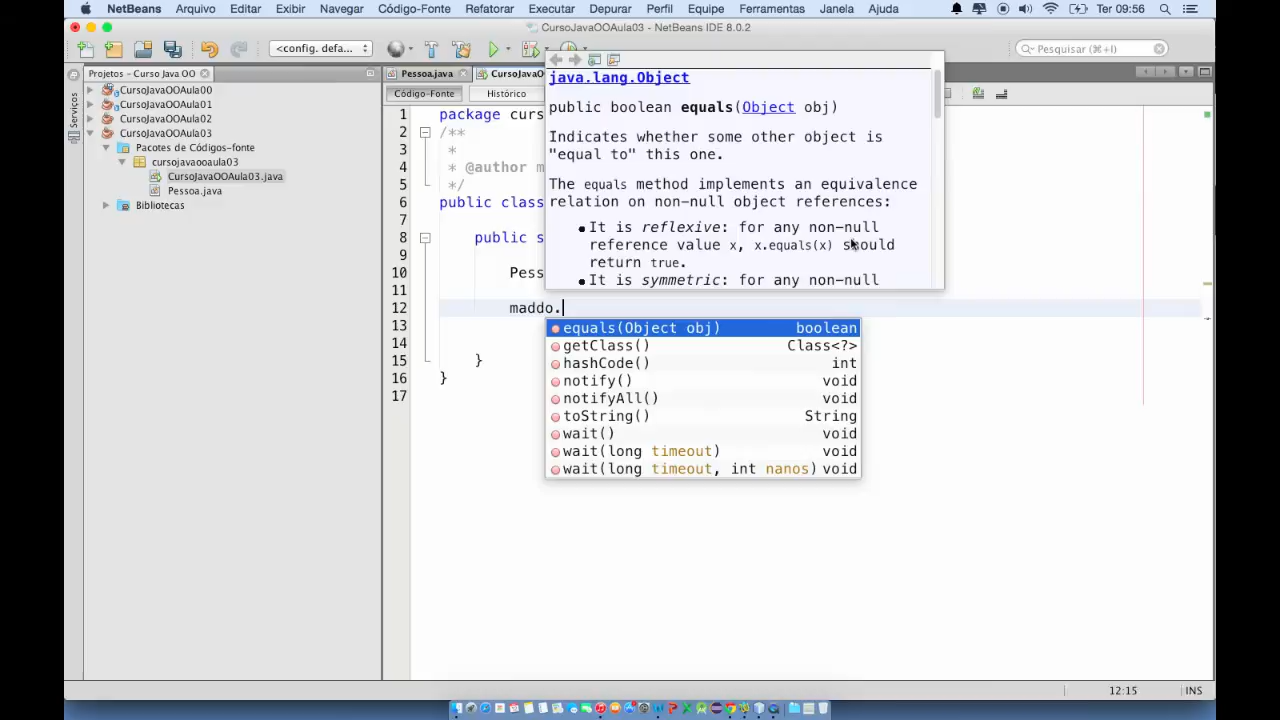 NetBeans Arquivo Editar Exibir Navegar Código-Fonte Refatorar Executar Depurar Perfil Equipe Ferramentas Janela Ajuda Ter 09:56
CursoJavaOOAula03 - NetBeans IDE 8.0.2
<config. defa...
Pesquisar (⌘+I)
Projetos - Curso Java OO
Pessoa.java
CursoJavaO
Serviços
CursoJavaOOAula00
CursoJavaOOAula01
CursoJavaOOAula02
CursoJavaOOAula03
Pacotes de Códigos-fonte
cursojavaooaula03
CursoJavaOOAula03.java
Pessoa.java
Bibliotecas
Código-Fonte Histórico
1 package curs
2 /**
3 *
4 * @author m
5 */
6 public class
7
8 public s
9
10 Pess
11
12 maddo.
13
14
15 }
16 }
17
java.lang.Object
public boolean equals(Object obj)
Indicates whether some other object is
"equal to" this one.
The equals method implements an equivalence
relation on non-null object references:
It is reflexive: for any non-null
reference value x, x.equals(x) should
return true.
It is symmetric: for any non-null
equals(Object obj) boolean
getClass() Class<?>
hashCode() int
notify() void
notifyAll() void
toString() String
wait() void
wait(long timeout) void
wait(long timeout, int nanos) void
12:15 INS